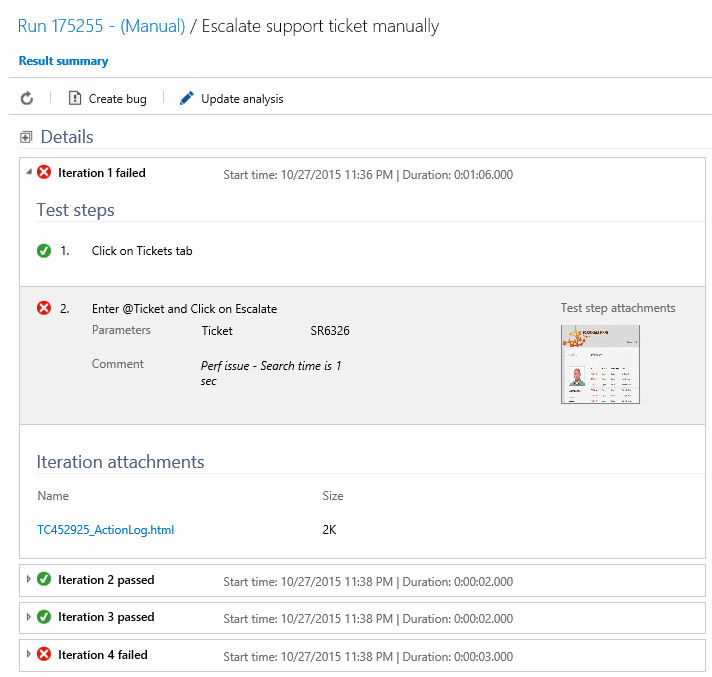 Run 175255 - (Manual) / Escalate support ticket manually
Result summary
Create bug Update analysis
Details
Iteration 1 failed Start time: 10/27/2015 11:36 PM | Duration: 0:01:06.000
Test steps
1. Click on Tickets tab
2. Enter @Ticket and Click on Escalate Test step attachments
Parameters Ticket SR6326
Comment Perf issue - Search time is 1
sec
Iteration attachments
Name Size
TC452925_ActionLog.html 2K
Iteration 2 passed Start time: 10/27/2015 11:38 PM | Duration: 0:00:02.000
Iteration 3 passed Start time: 10/27/2015 11:38 PM | Duration: 0:00:02.000
Iteration 4 failed Start time: 10/27/2015 11:38 PM | Duration: 0:00:03.000